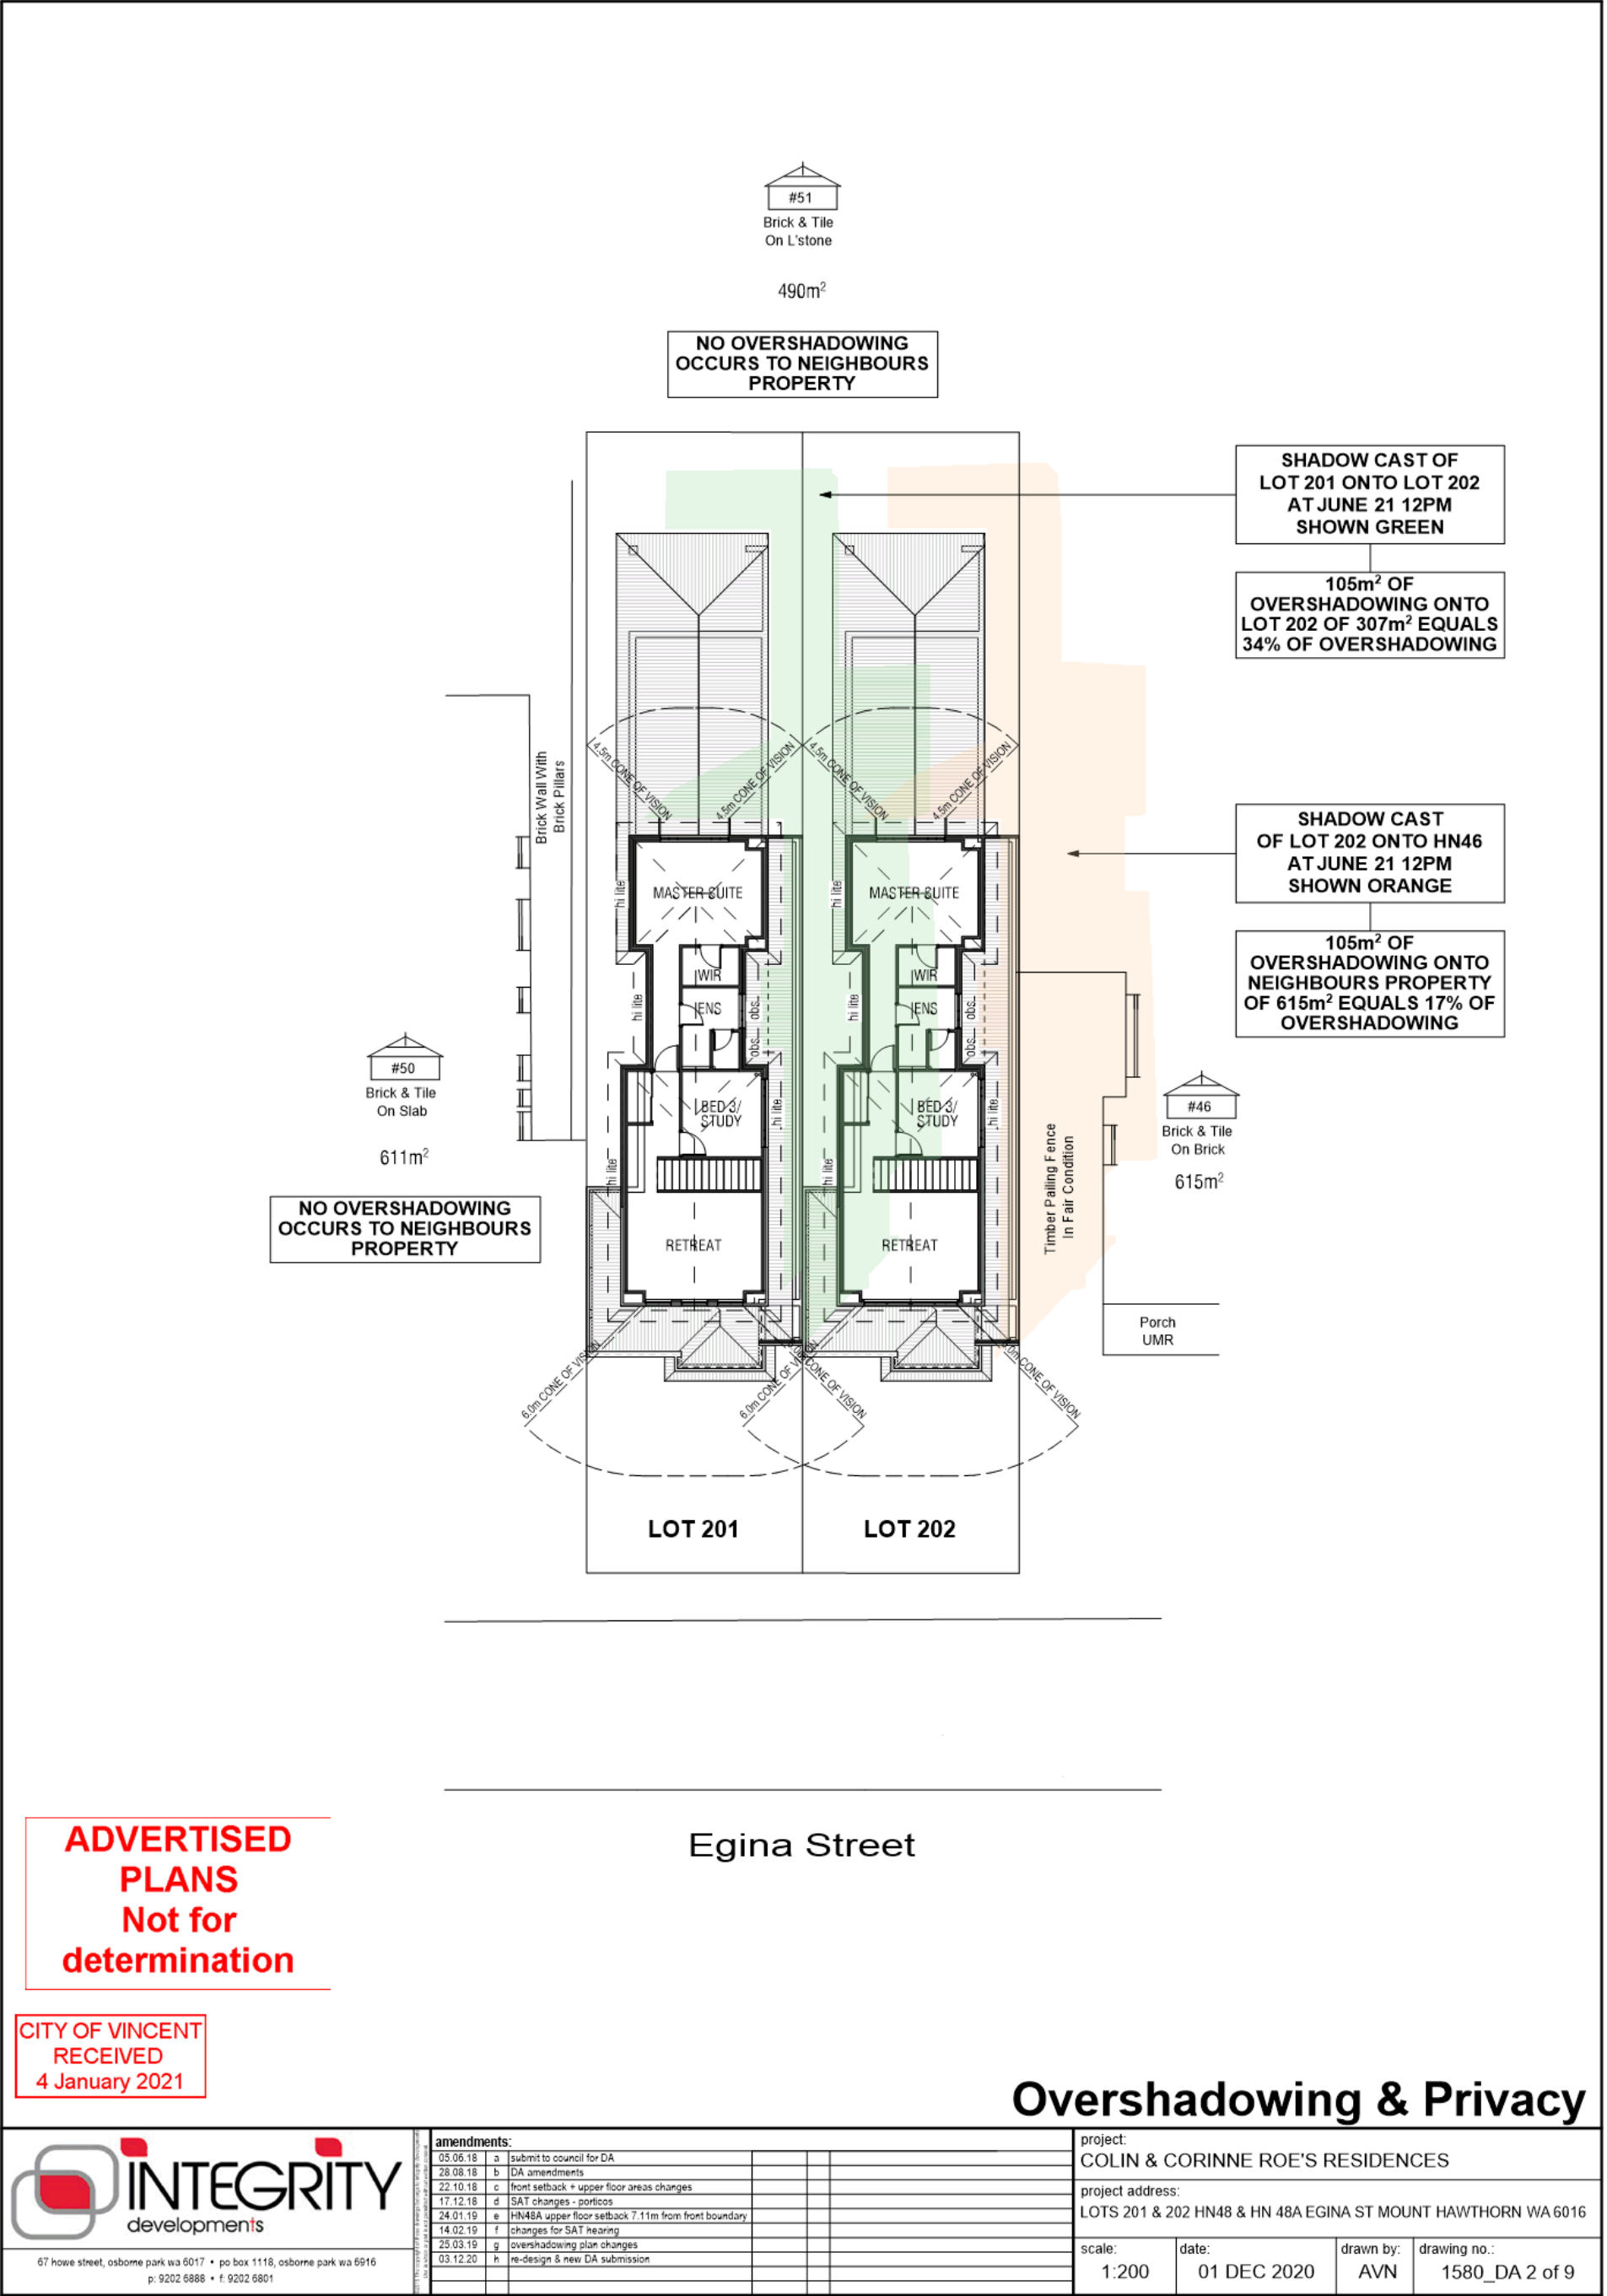 #51
Brick & Tile
On L'stone
490m²
NO OVERSHADOWING
OCCURS TO NEIGHBOURS
PROPERTY
SHADOW CAST OF
LOT 201 ONTO LOT 202
AT JUNE 21 12PM
SHOWN GREEN
105m² OF
OVERSHADOWING ONTO
LOT 202 OF 307m² EQUALS
34% OF OVERSHADOWING
4.5m CONE OF VISION
4.5m CONE OF VISION
4.5m CONE OF VISION
4.5m CONE OF VISION
Brick Wall With
Brick Pillars
SHADOW CAST
OF LOT 202 ONTO HN46
AT JUNE 21 12PM
SHOWN ORANGE
105m² OF
OVERSHADOWING ONTO
NEIGHBOURS PROPERTY
OF 615m² EQUALS 17% OF
OVERSHADOWING
hi lite
MASTER SUITE
hi lite
MASTER SUITE
WIR
WIR
hi lite
ENS
obs
obs
hi lite
ENS
obs
obs
BED 3/
STUDY
hi lite
BED 3/
STUDY
hi lite
hi lite
hi lite
RETREAT
RETREAT
#50
Brick & Tile
On Slab
611m²
NO OVERSHADOWING
OCCURS TO NEIGHBOURS
PROPERTY
#46
Brick & Tile
On Brick
615m²
Timber Pailing Fence
In Fair Condition
Porch
UMR
6.0m CONE OF VISION
6.0m CONE OF VISION
6.0m CONE OF VISION
6.0m CONE OF VISION
LOT 201
LOT 202
Egina Street
ADVERTISED
PLANS
Not for
determination
CITY OF VINCENT
RECEIVED
4 January 2021
Overshadowing & Privacy
INTEGRITY
developments
67 howe street, osborne park wa 6017 • po box 1118, osborne park wa 6916
p: 9202 6888 • f: 9202 6801
amendments:
05.06.18 a submit to council for DA
28.08.18 b DA amendments
22.10.18 c front setback + upper floor areas changes
17.12.18 d SAT changes - porticos
24.01.19 e HN48A upper floor setback 7.11m from front boundary
14.02.19 f changes for SAT hearing
25.03.19 g overshadowing plan changes
03.12.20 h re-design & new DA submission
project:
COLIN & CORINNE ROE'S RESIDENCES
project address:
LOTS 201 & 202 HN48 & HN 48A EGINA ST MOUNT HAWTHORN WA 6016
scale:
1:200
date:
01 DEC 2020
drawn by:
AVN
drawing no.:
1580_DA 2 of 9